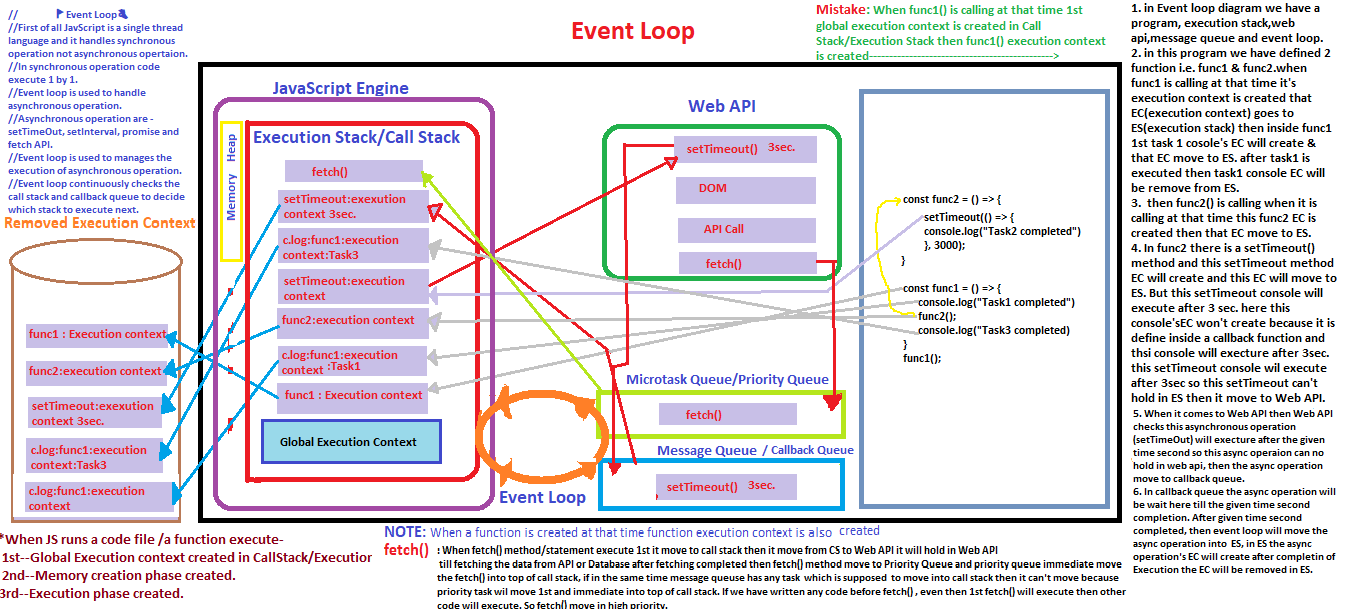 //
Event Loop
//First of all JavScript is a single thread
language and it handles synchronous
operation not asynchronous opertaion.
//In synchronous operation code
execute 1 by 1.
//Event loop is used to handle
asynchronous operation.
//Asynchronous operation are -
setTimeOut, setInterval, promise and
fetch API.
//Event loop is used to manages the
execution of asynchronous operation.
//Event loop continuously checks the
call stack and callback queue to decide
which stack to execute next.
Removed Execution Context
func1 : Execution context
func2:execution context
setTimeout:exexution
context 3sec.
c.log:func1:execution
context:Task3
c.log:func1:execution
context
*When JS runs a code file /a function execute-
1st--Global Execution context created in CallStack/Executior
2nd--Memory creation phase created.
3rd--Execution phase created.
Event Loop
JavaScript Engine
Memory Heap
Execution Stack/Call Stack
fetch()
setTimeout:exexution
context 3sec.
c.log:func1:execution
context:Task3
setTimeout:execution
context
func2:execution context
c.log:func1:execution
context :Task1
func1 : Execution context
Global Execution Context
Event Loop
Web API
setTimeout() 3sec.
DOM
API Call
fetch()
Microtask Queue/Priority Queue
fetch()
Message Queue / Callback Queue
setTimeout() 3sec.
Mistake: When func1() is calling at that time 1st
global execution context is created in Call
Stack/Execution Stack then func1() execution context
is created---------------------------------------------->
const func2 = () => {
setTimeout(() => {
console.log("Task2 completed")
}, 3000);
}
const func1 = () => {
console.log("Task1 completed")
func2();
console.log("Task3 completed)
}
func1();
NOTE: When a function is created at that time function execution context is also created
fetch() : When fetch() method/statement execute 1st it move to call stack then it move from CS to Web API it will hold in Web API
till fetching the data from API or Database after fetching completed then fetch() method move to Priority Queue and priority queue immediate move
the fetch() into top of call stack, if in the same time message queuse has any task which is supposed to move into call stack then it can't move because
priority task wil move 1st and immediate into top of call stack. If we have written any code before fetch() , even then 1st fetch() will execute then other
code will execute. So fetch() move in high priority.
1. in Event loop diagram we have a
program, execution stack,web
api,message queue and event loop.
2. in this program we have defined 2
function i.e. func1 & func2.when
func1 is calling at that time it's
execution context is created that
EC(execution context) goes to
ES(execution stack) then inside func1
1st task 1 cosole's EC will create &
that EC move to ES. after task1 is
executed then task1 console EC will
be remove from ES.
3. then func2() is calling when it is
calling at that time this func2 EC is
created then that EC move to ES.
4. In func2 there is a setTimeout()
method and this setTimeout method
EC will create and this EC will move to
ES. But this setTimeout console will
execute after 3 sec. here this
console'sEC won't create because it is
define inside a callback function and
thsi console will execture after 3sec.
this setTimeout console wil execute
after 3sec so this setTimeout can't
hold in ES then it move to Web API.
5. When it comes to Web API then Web API
checks this asynchronous operation
(setTimeOut) will execture after the given
time second so this async operaion can no
hold in web api, then the async operation
move to callback queue.
6. In callback queue the async operation will
be wait here till the given time second
completion. After given time second
completed, then event loop will move the
async operation into ES, in ES the async
operation's EC will create after completin of
Execution the EC will be removed in ES.